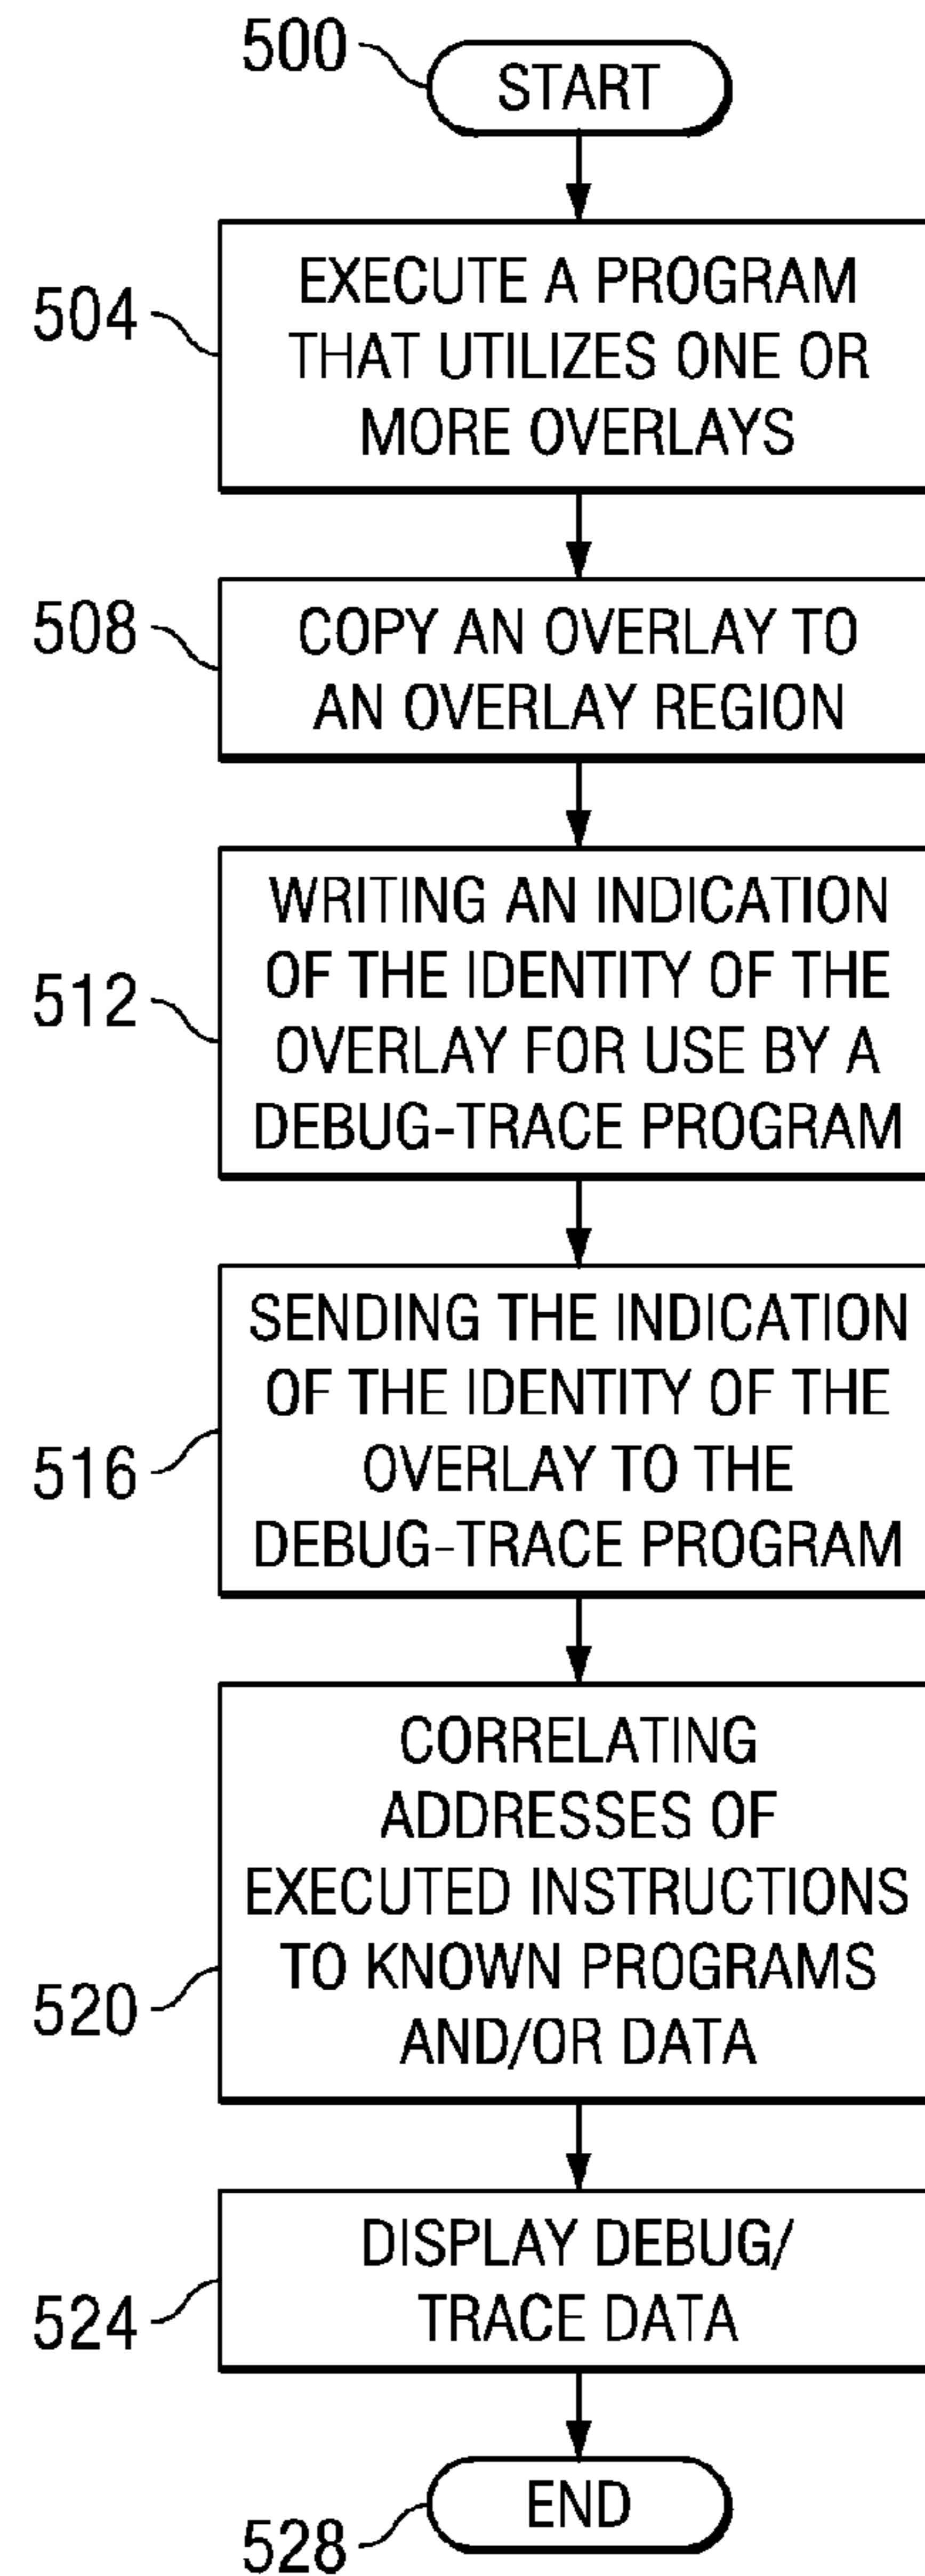 500
START
504
EXECUTE A PROGRAM
THAT UTILIZES ONE OR
MORE OVERLAYS
508
COPY AN OVERLAY TO
AN OVERLAY REGION
512
WRITING AN INDICATION
OF THE IDENTITY OF THE
OVERLAY FOR USE BY A
DEBUG-TRACE PROGRAM
516
SENDING THE INDICATION
OF THE IDENTITY OF THE
OVERLAY TO THE
DEBUG-TRACE PROGRAM
520
CORRELATING
ADDRESSES OF
EXECUTED INSTRUCTIONS
TO KNOWN PROGRAMS
AND/OR DATA
524
DISPLAY DEBUG/
TRACE DATA
528
END